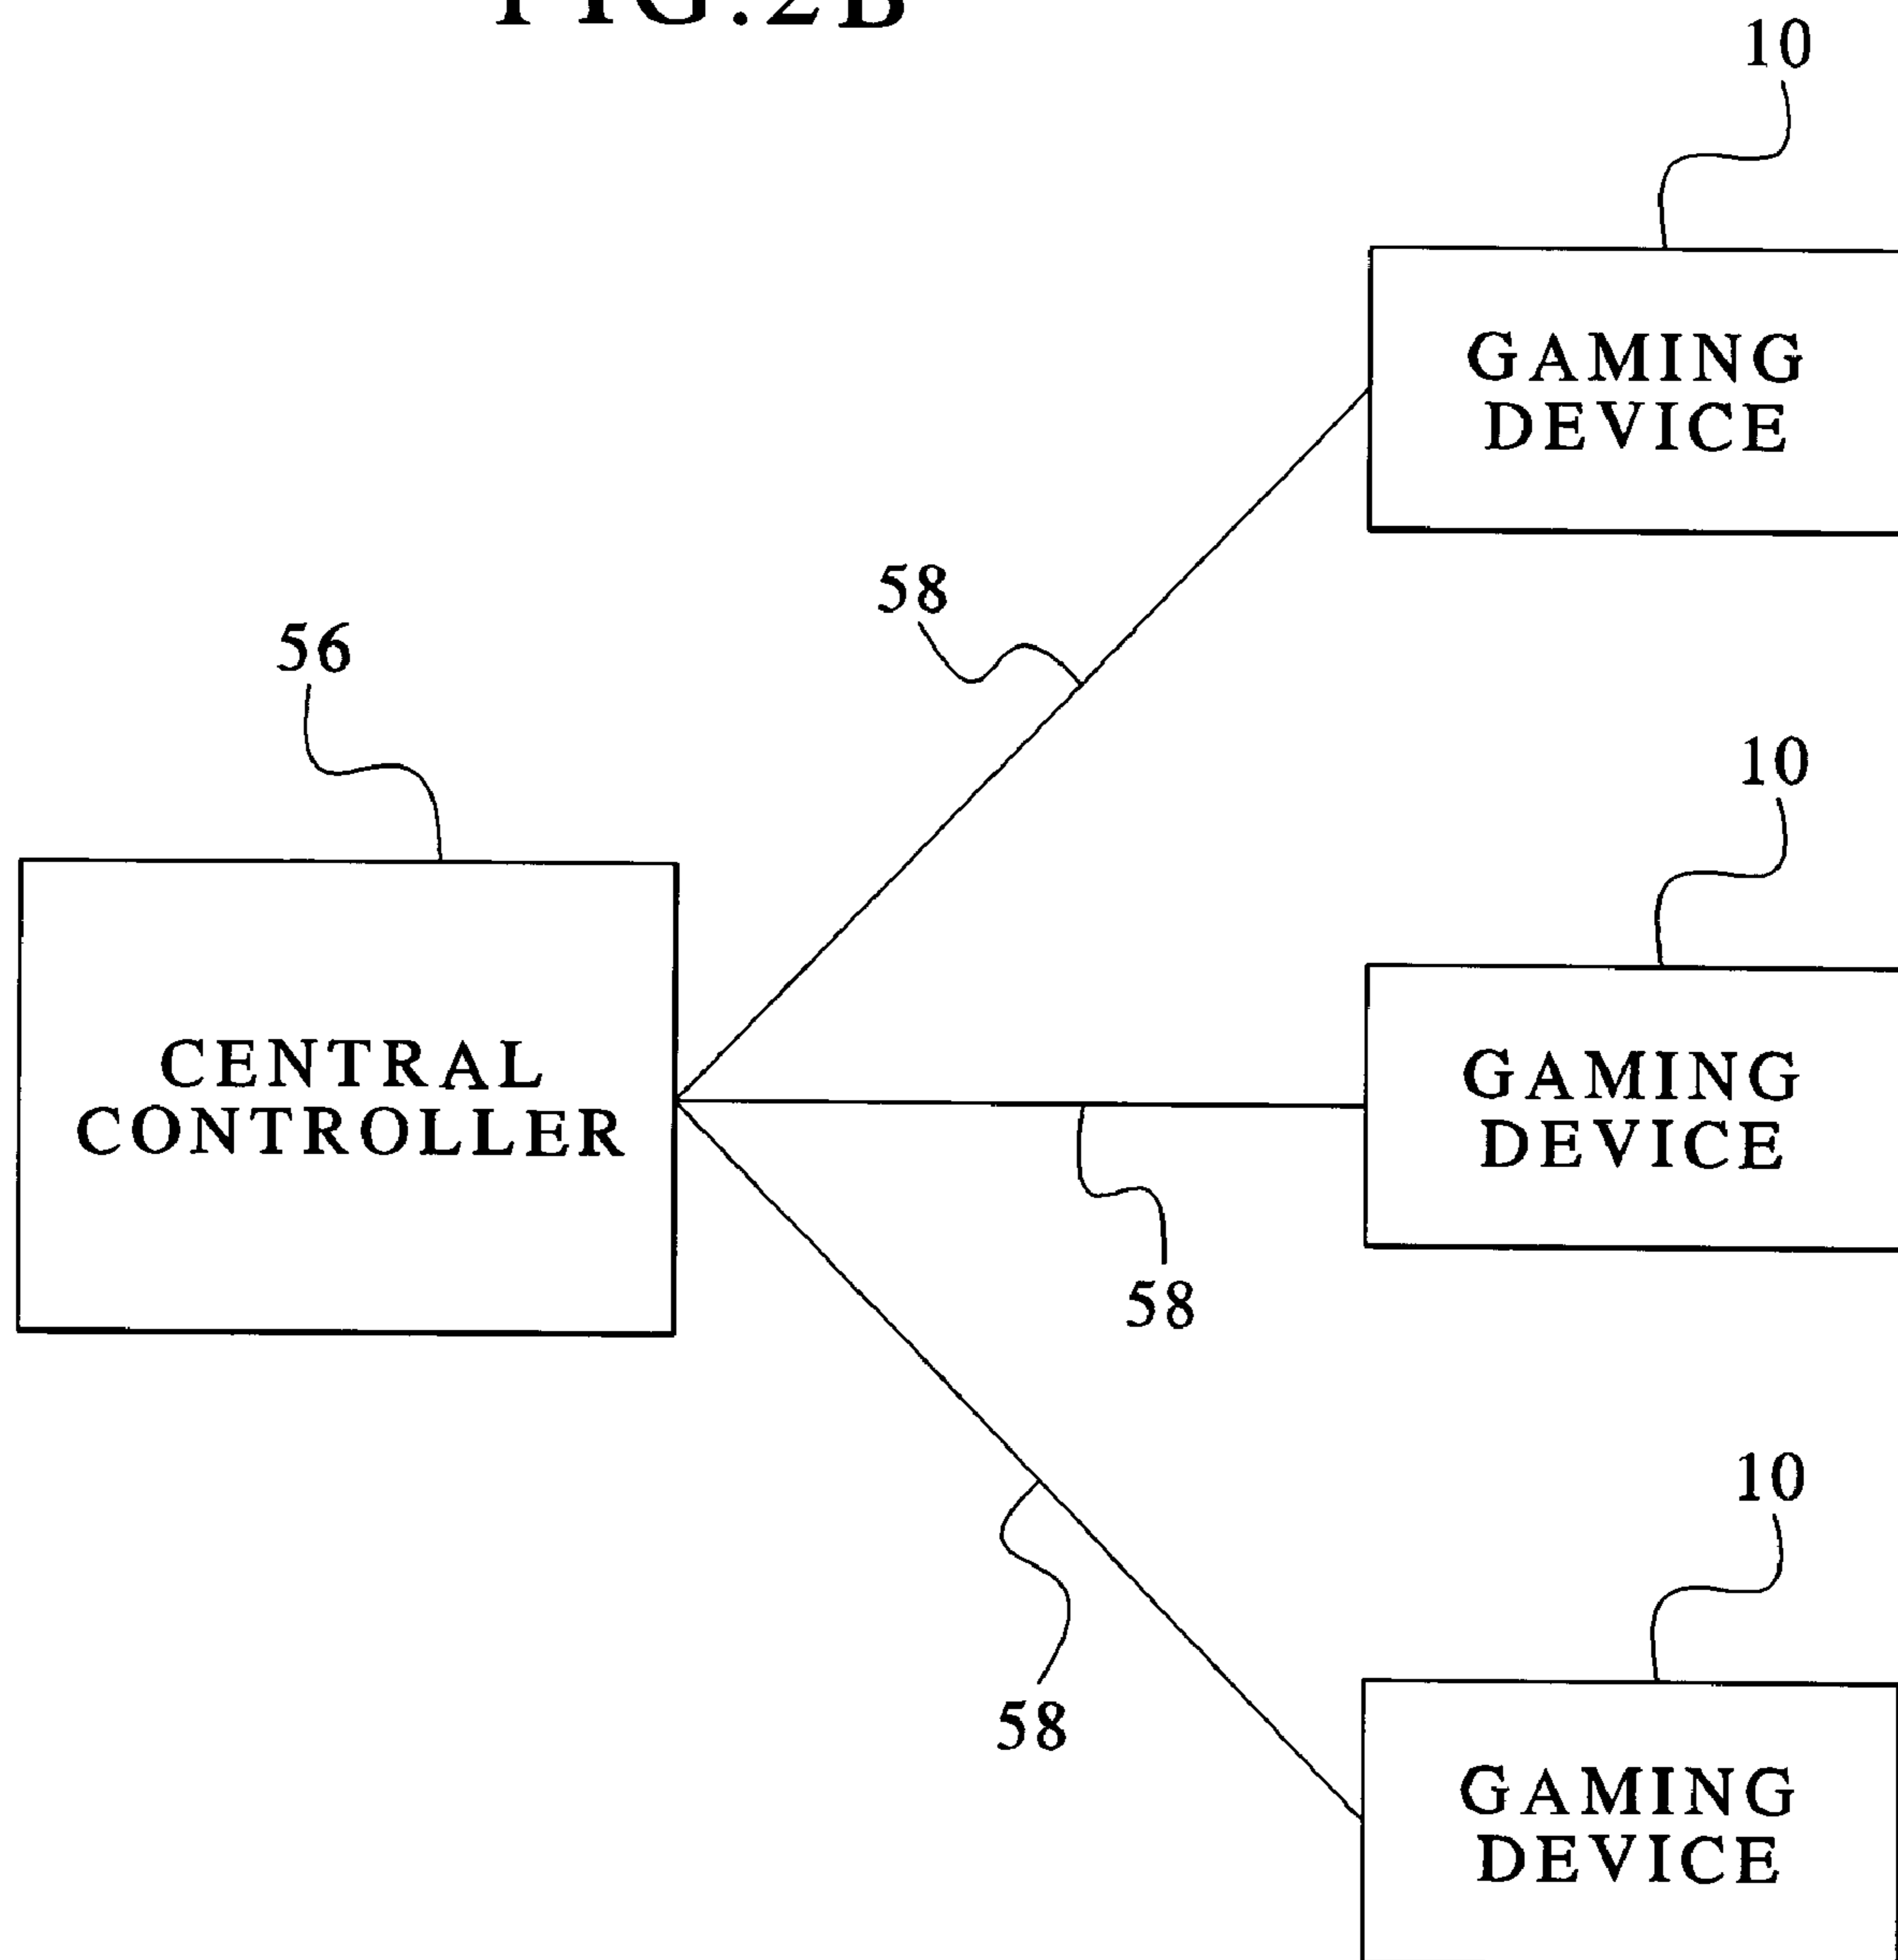 FIG.2B
10
GAMING
DEVICE
58
56
10
CENTRAL
CONTROLLER
GAMING
DEVICE
58
10
58
GAMING
DEVICE